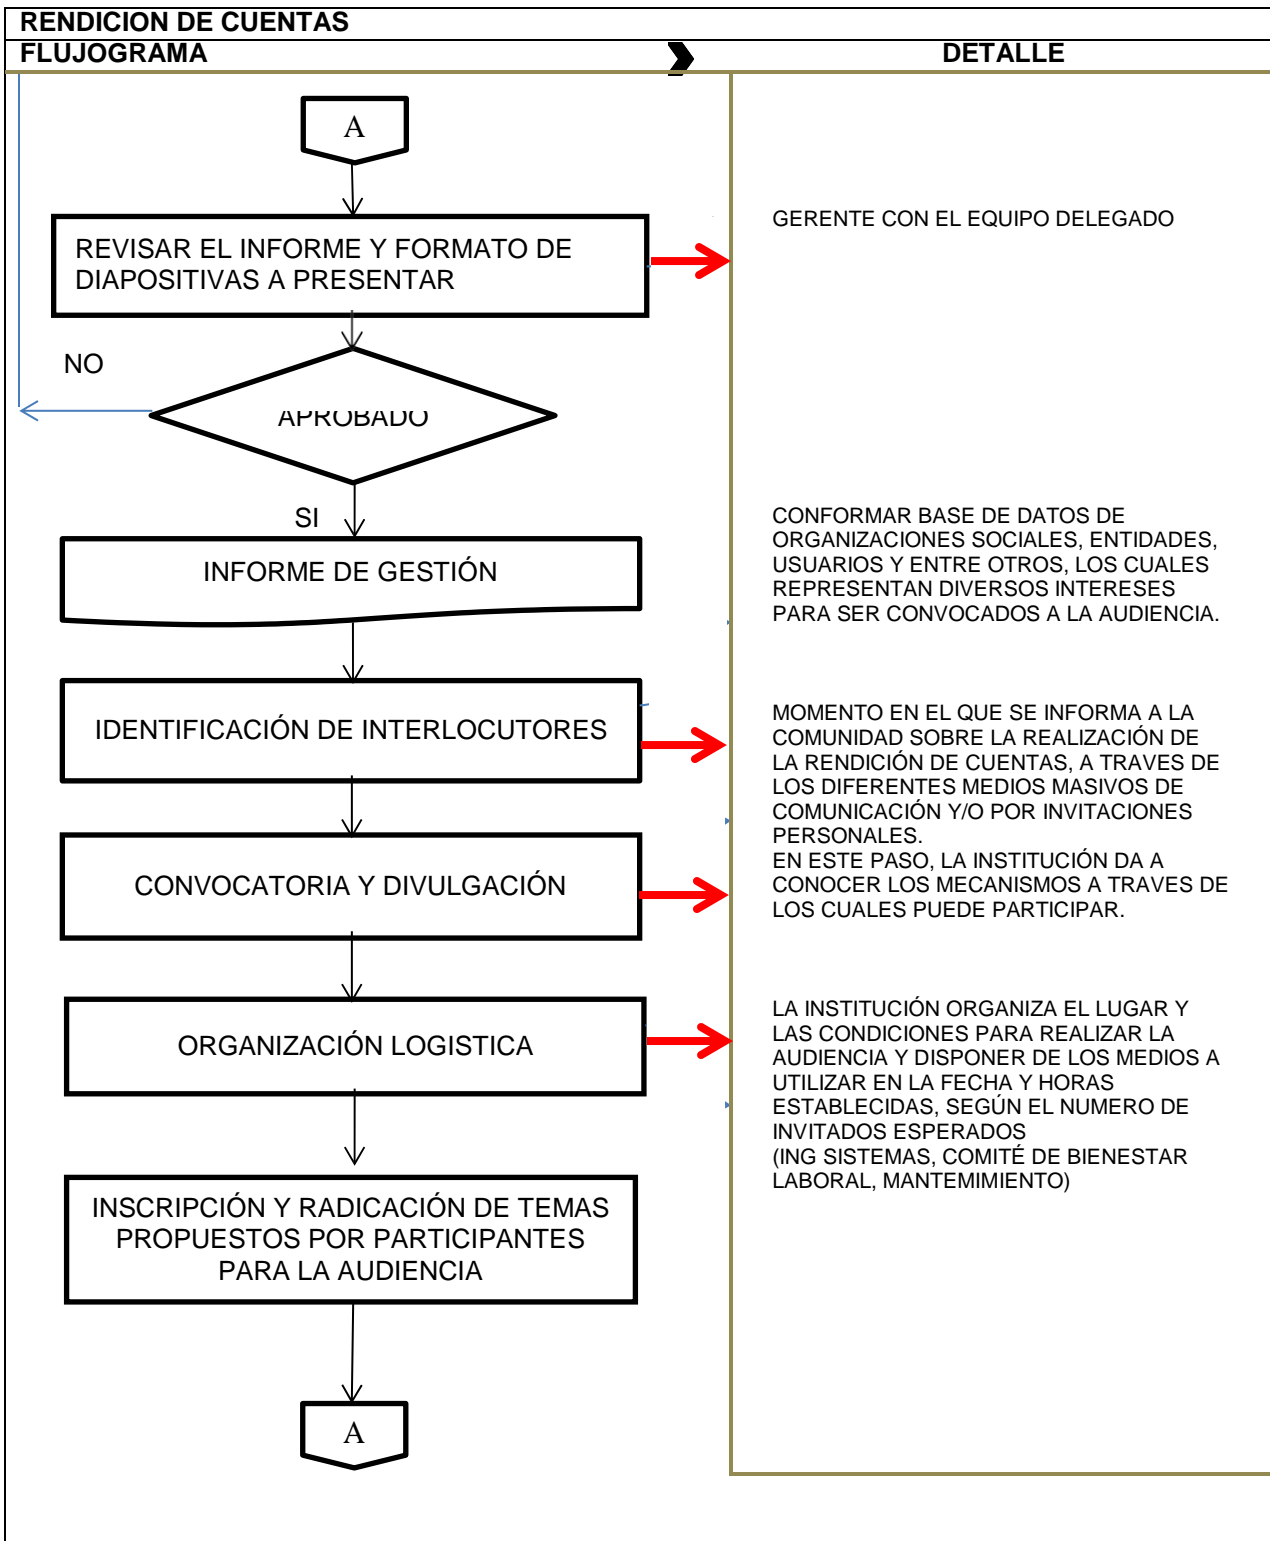 RENDICION DE CUENTAS
FLUJOGRAMA
DETALLE
A
REVISAR EL INFORME Y FORMATO DE
DIAPOSITIVAS A PRESENTAR
GERENTE CON EL EQUIPO DELEGADO
NO
APROBADO
SI
INFORME DE GESTIÓN
CONFORMAR BASE DE DATOS DE
ORGANIZACIONES SOCIALES, ENTIDADES,
USUARIOS Y ENTRE OTROS, LOS CUALES
REPRESENTAN DIVERSOS INTERESES
PARA SER CONVOCADOS A LA AUDIENCIA.
IDENTIFICACIÓN DE INTERLOCUTORES
MOMENTO EN EL QUE SE INFORMA A LA
COMUNIDAD SOBRE LA REALIZACIÓN DE
LA RENDICIÓN DE CUENTAS, A TRAVES DE
LOS DIFERENTES MEDIOS MASIVOS DE
COMUNICACIÓN Y/O POR INVITACIONES
PERSONALES.
EN ESTE PASO, LA INSTITUCIÓN DA A
CONOCER LOS MECANISMOS A TRAVES DE
LOS CUALES PUEDE PARTICIPAR.
CONVOCATORIA Y DIVULGACIÓN
ORGANIZACIÓN LOGISTICA
LA INSTITUCIÓN ORGANIZA EL LUGAR Y
LAS CONDICIONES PARA REALIZAR LA
AUDIENCIA Y DISPONER DE LOS MEDIOS A
UTILIZAR EN LA FECHA Y HORAS
ESTABLECIDAS, SEGÚN EL NUMERO DE
INVITADOS ESPERADOS
(ING SISTEMAS, COMITÉ DE BIENESTAR
LABORAL, MANTEMIMIENTO)
INSCRIPCIÓN Y RADICACIÓN DE TEMAS
PROPUESTOS POR PARTICIPANTES
PARA LA AUDIENCIA
A